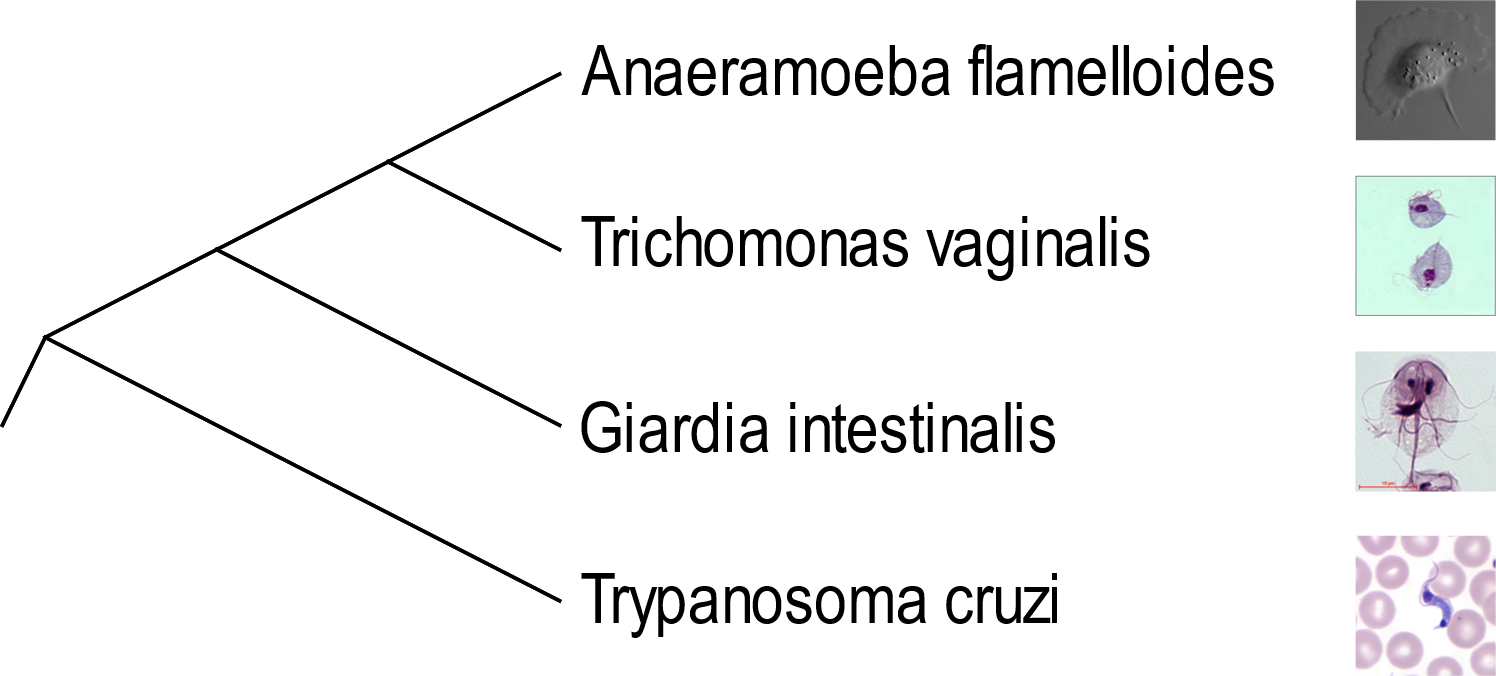 Anaeramoeba flamelloides
Trichomonas vaginalis
Giardia intestinalis
Trypanosoma cruzi